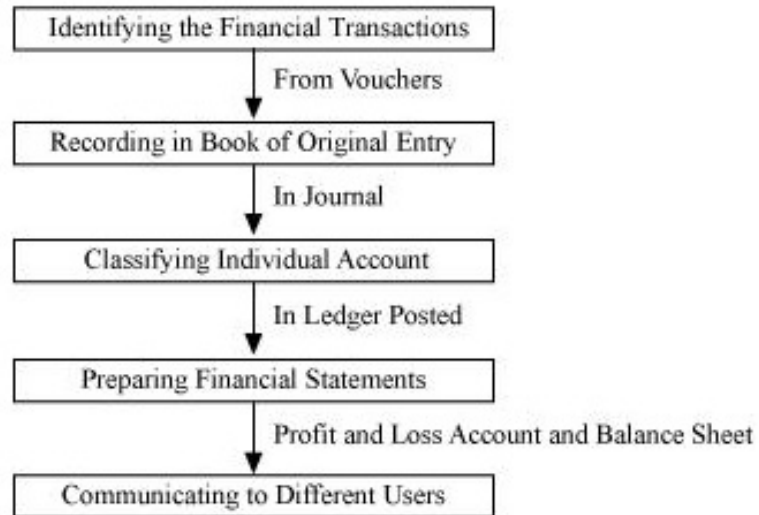 Identifying the Financial Transactions
From Vouchers
Recording in Book of Original Entry
In Journal
Classifying Individual Account
In Ledger Posted
Preparing Financial Statements
Profit and Loss Account and Balance Sheet
Communicating to Different Users